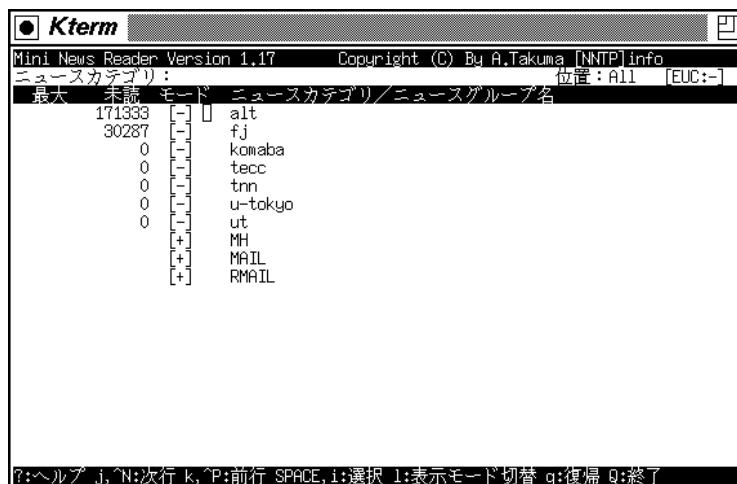 Kterm
Mini News Reader Version 1.17 Copyright (C) By A.Takuma [NNTP]info
ニュースカテゴリ: 位置:All [EUC:-]
最大 未読 モード ニュースカテゴリ/ニュースグループ名
171333 [-] alt
30287 [-] fj
0 [-] komaba
0 [-] tecc
0 [-] tnn
0 [-] u-tokyo
0 [-] ut
[+] MH
[+] MAIL
[+] RMAIL
?:ヘルプ j,^N:次行 k,^P:前行 SPACE,i:選択 l:表示モード切替 q:復帰 Q:終了